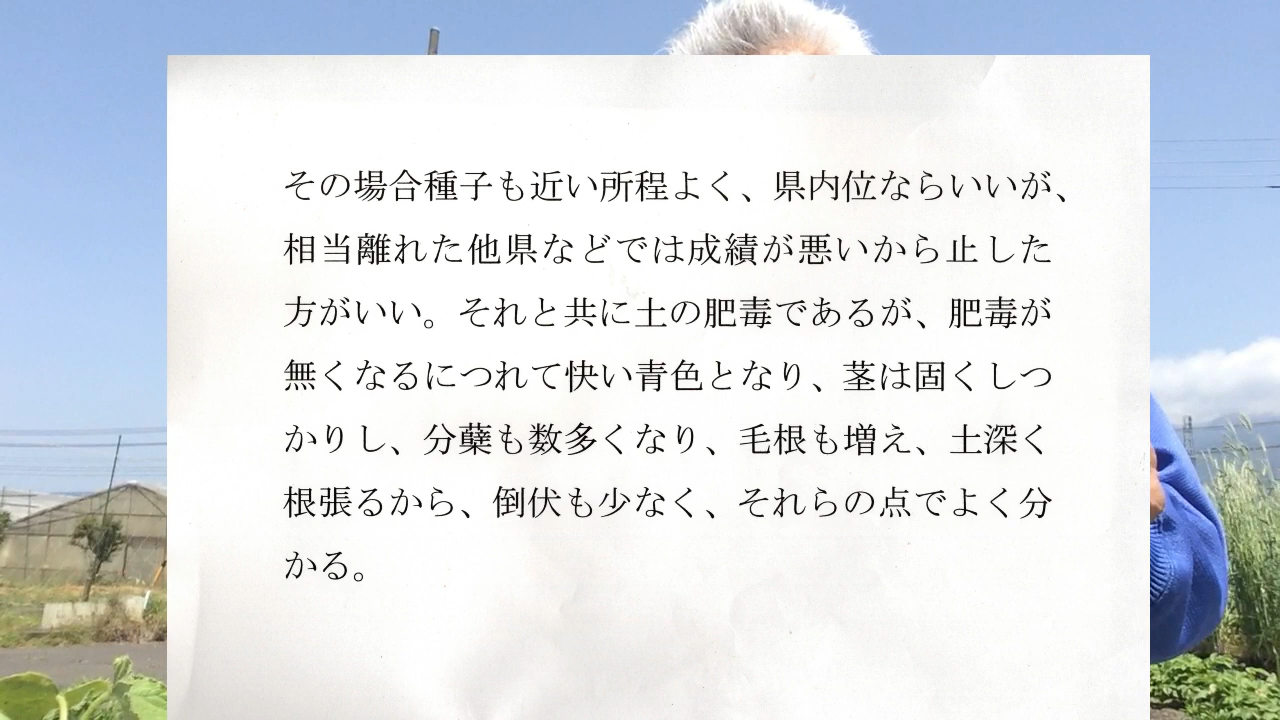 その場合種子も近い所程よく、県内位ならいいが、
相当離れた他県などでは成績が悪いから止した
方がいい。それと共に土の肥毒であるが、肥毒が
無くなるにつれて快い青色となり、茎は固くしつ
かりし、分蘖も数多くなり、毛根も増え、土深く
根張るから、倒伏も少なく、それらの点でよく分
かる。